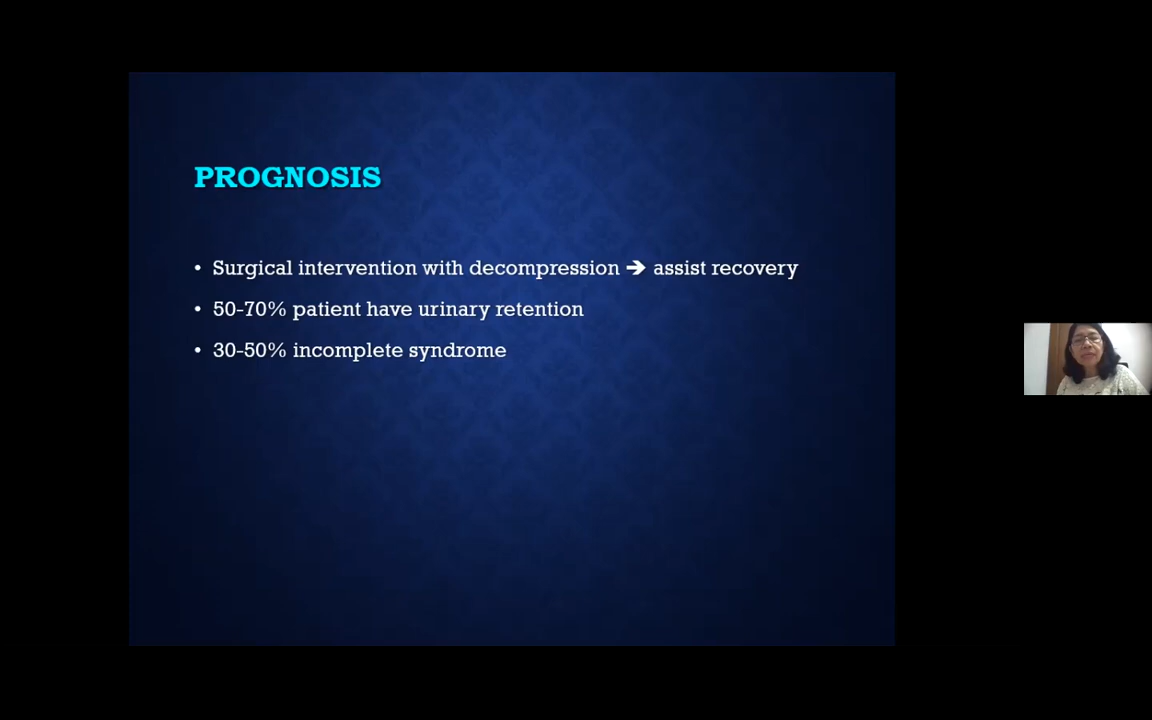 PROGNOSIS
• Surgical intervention with decompression ➔ assist recovery
• 50-70% patient have urinary retention
• 30-50% incomplete syndrome